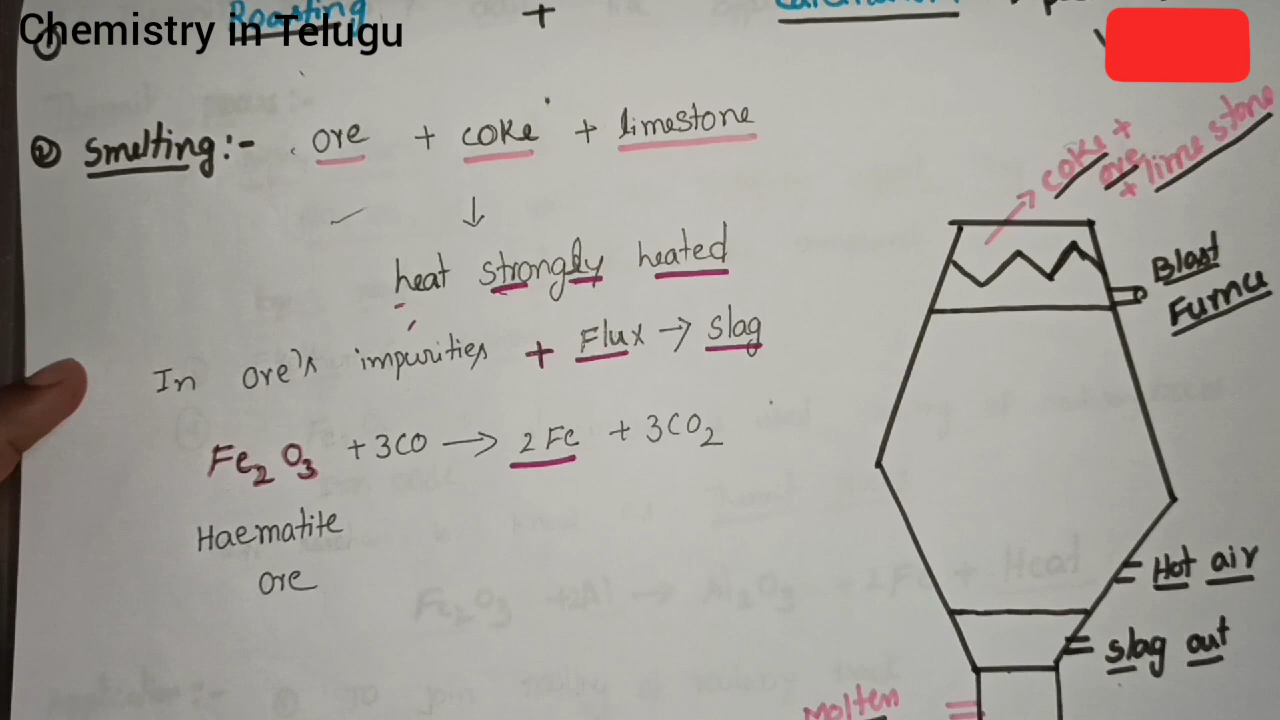 Roasting +
Chemistry in Telugu
② Smelting:- ore + coke + limestone
↓
heat strongly heated
In ore's impurities + Flux → Slag
Fe₂O₃ + 3CO → 2Fe + 3CO₂
Haematite
ore
coke +
ore
+ lime stone
Blast
Furnce
Hot air
slag out
Molten